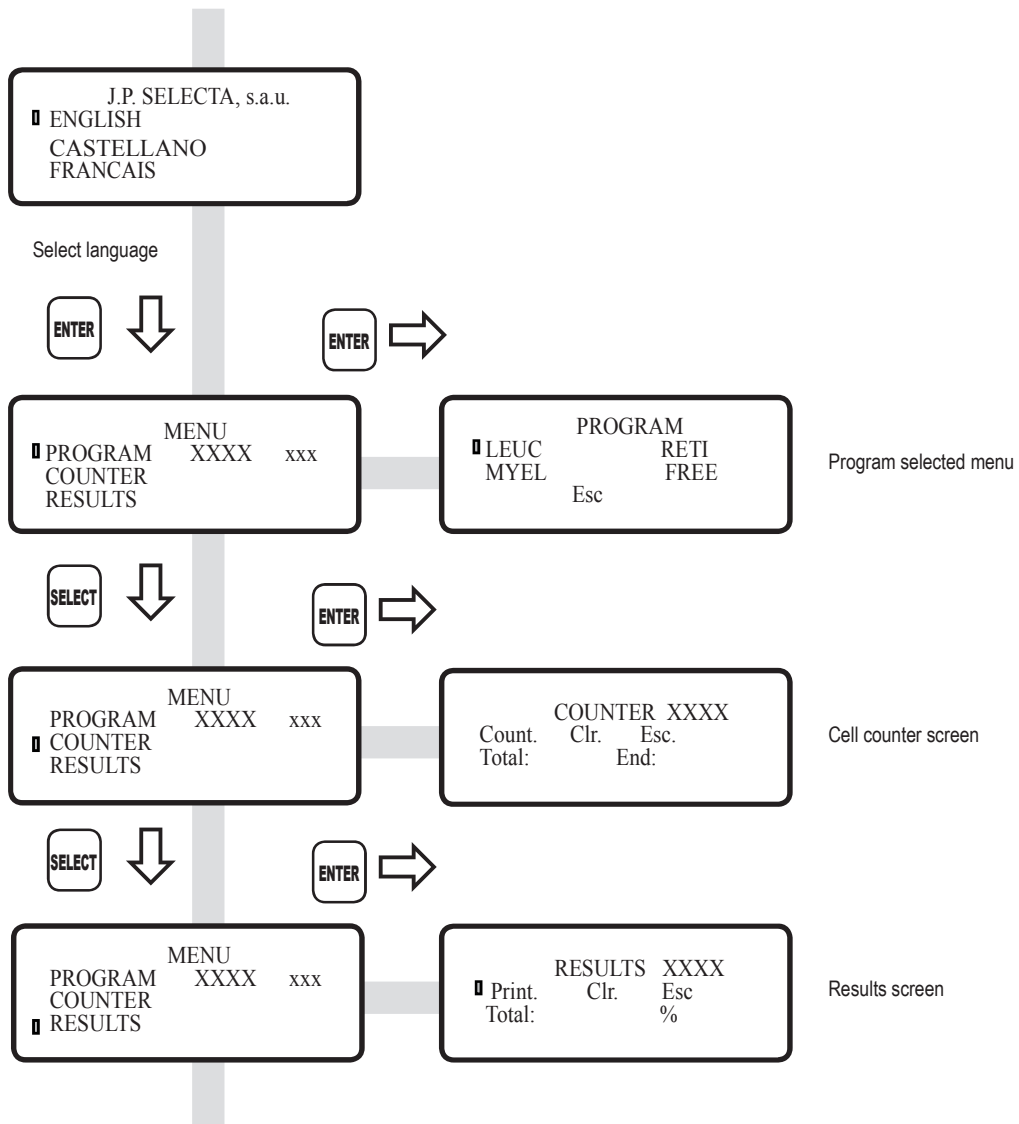 J.P. SELECTA, s.a.u.
ENGLISH
CASTELLANO
FRANCAIS
Select language
ENTER
ENTER
MENU
PROGRAM XXXX xxx
COUNTER
RESULTS
PROGRAM
LEUC RETI
MYEL FREE
Esc
Program selected menu
SELECT
ENTER
MENU
PROGRAM XXXX xxx
COUNTER
RESULTS
COUNTER XXXX
Count. Clr. Esc.
Total: End:
Cell counter screen
SELECT
ENTER
MENU
PROGRAM XXXX xxx
COUNTER
RESULTS
RESULTS XXXX
Print. Clr. Esc
Total: %
Results screen